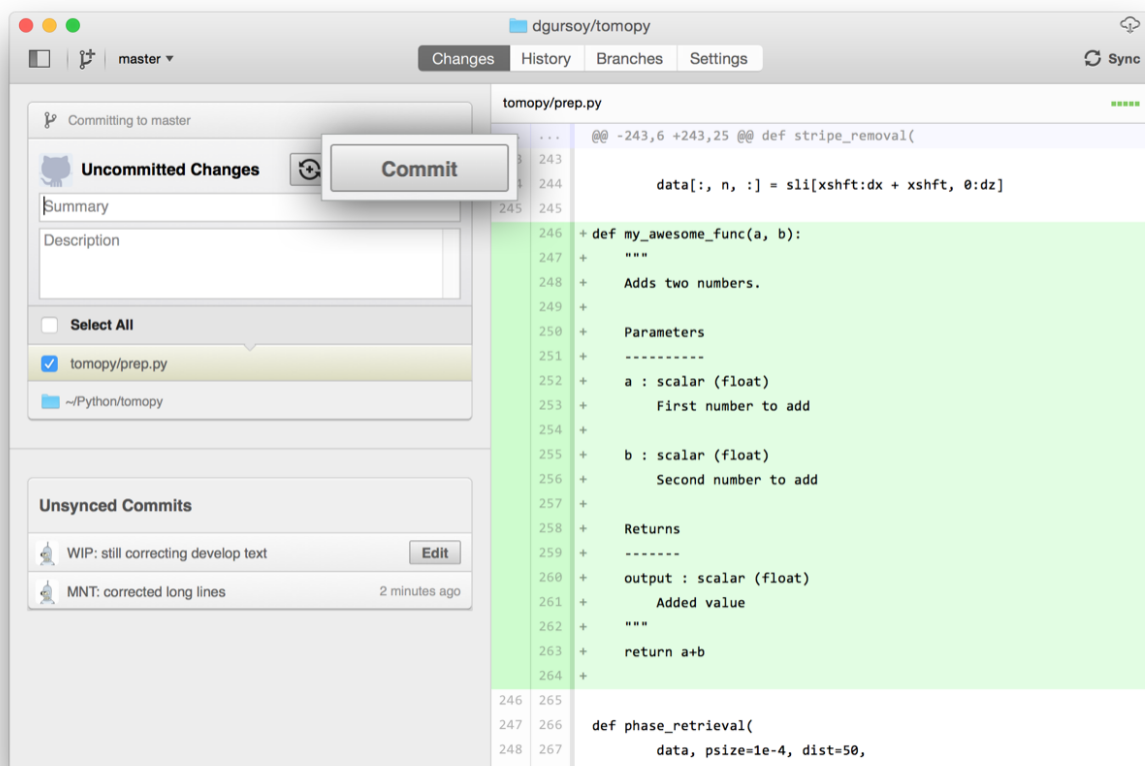 dgursoy/tomopy
master
Changes History Branches Settings
Sync
Committing to master
Uncommitted Changes
Commit
Summary
Description
Select All
tomopy/prep.py
~/Python/tomopy
Unsynced Commits
WIP: still correcting develop text Edit
MNT: corrected long lines 2 minutes ago
tomopy/prep.py
... @@ -243,6 +243,25 @@ def stripe_removal(
3 243
4 244 data[:, n, :] = sli[xshft:dx + xshft, 0:dz]
245 245
246 + def my_awesome_func(a, b):
247 + """
248 + Adds two numbers.
249 +
250 + Parameters
251 + ----------
252 + a : scalar (float)
253 + First number to add
254 +
255 + b : scalar (float)
256 + Second number to add
257 +
258 + Returns
259 + -------
260 + output : scalar (float)
261 + Added value
262 + """
263 + return a+b
264 +
246 265
247 266 def phase_retrieval(
248 267 data, psize=1e-4, dist=50,